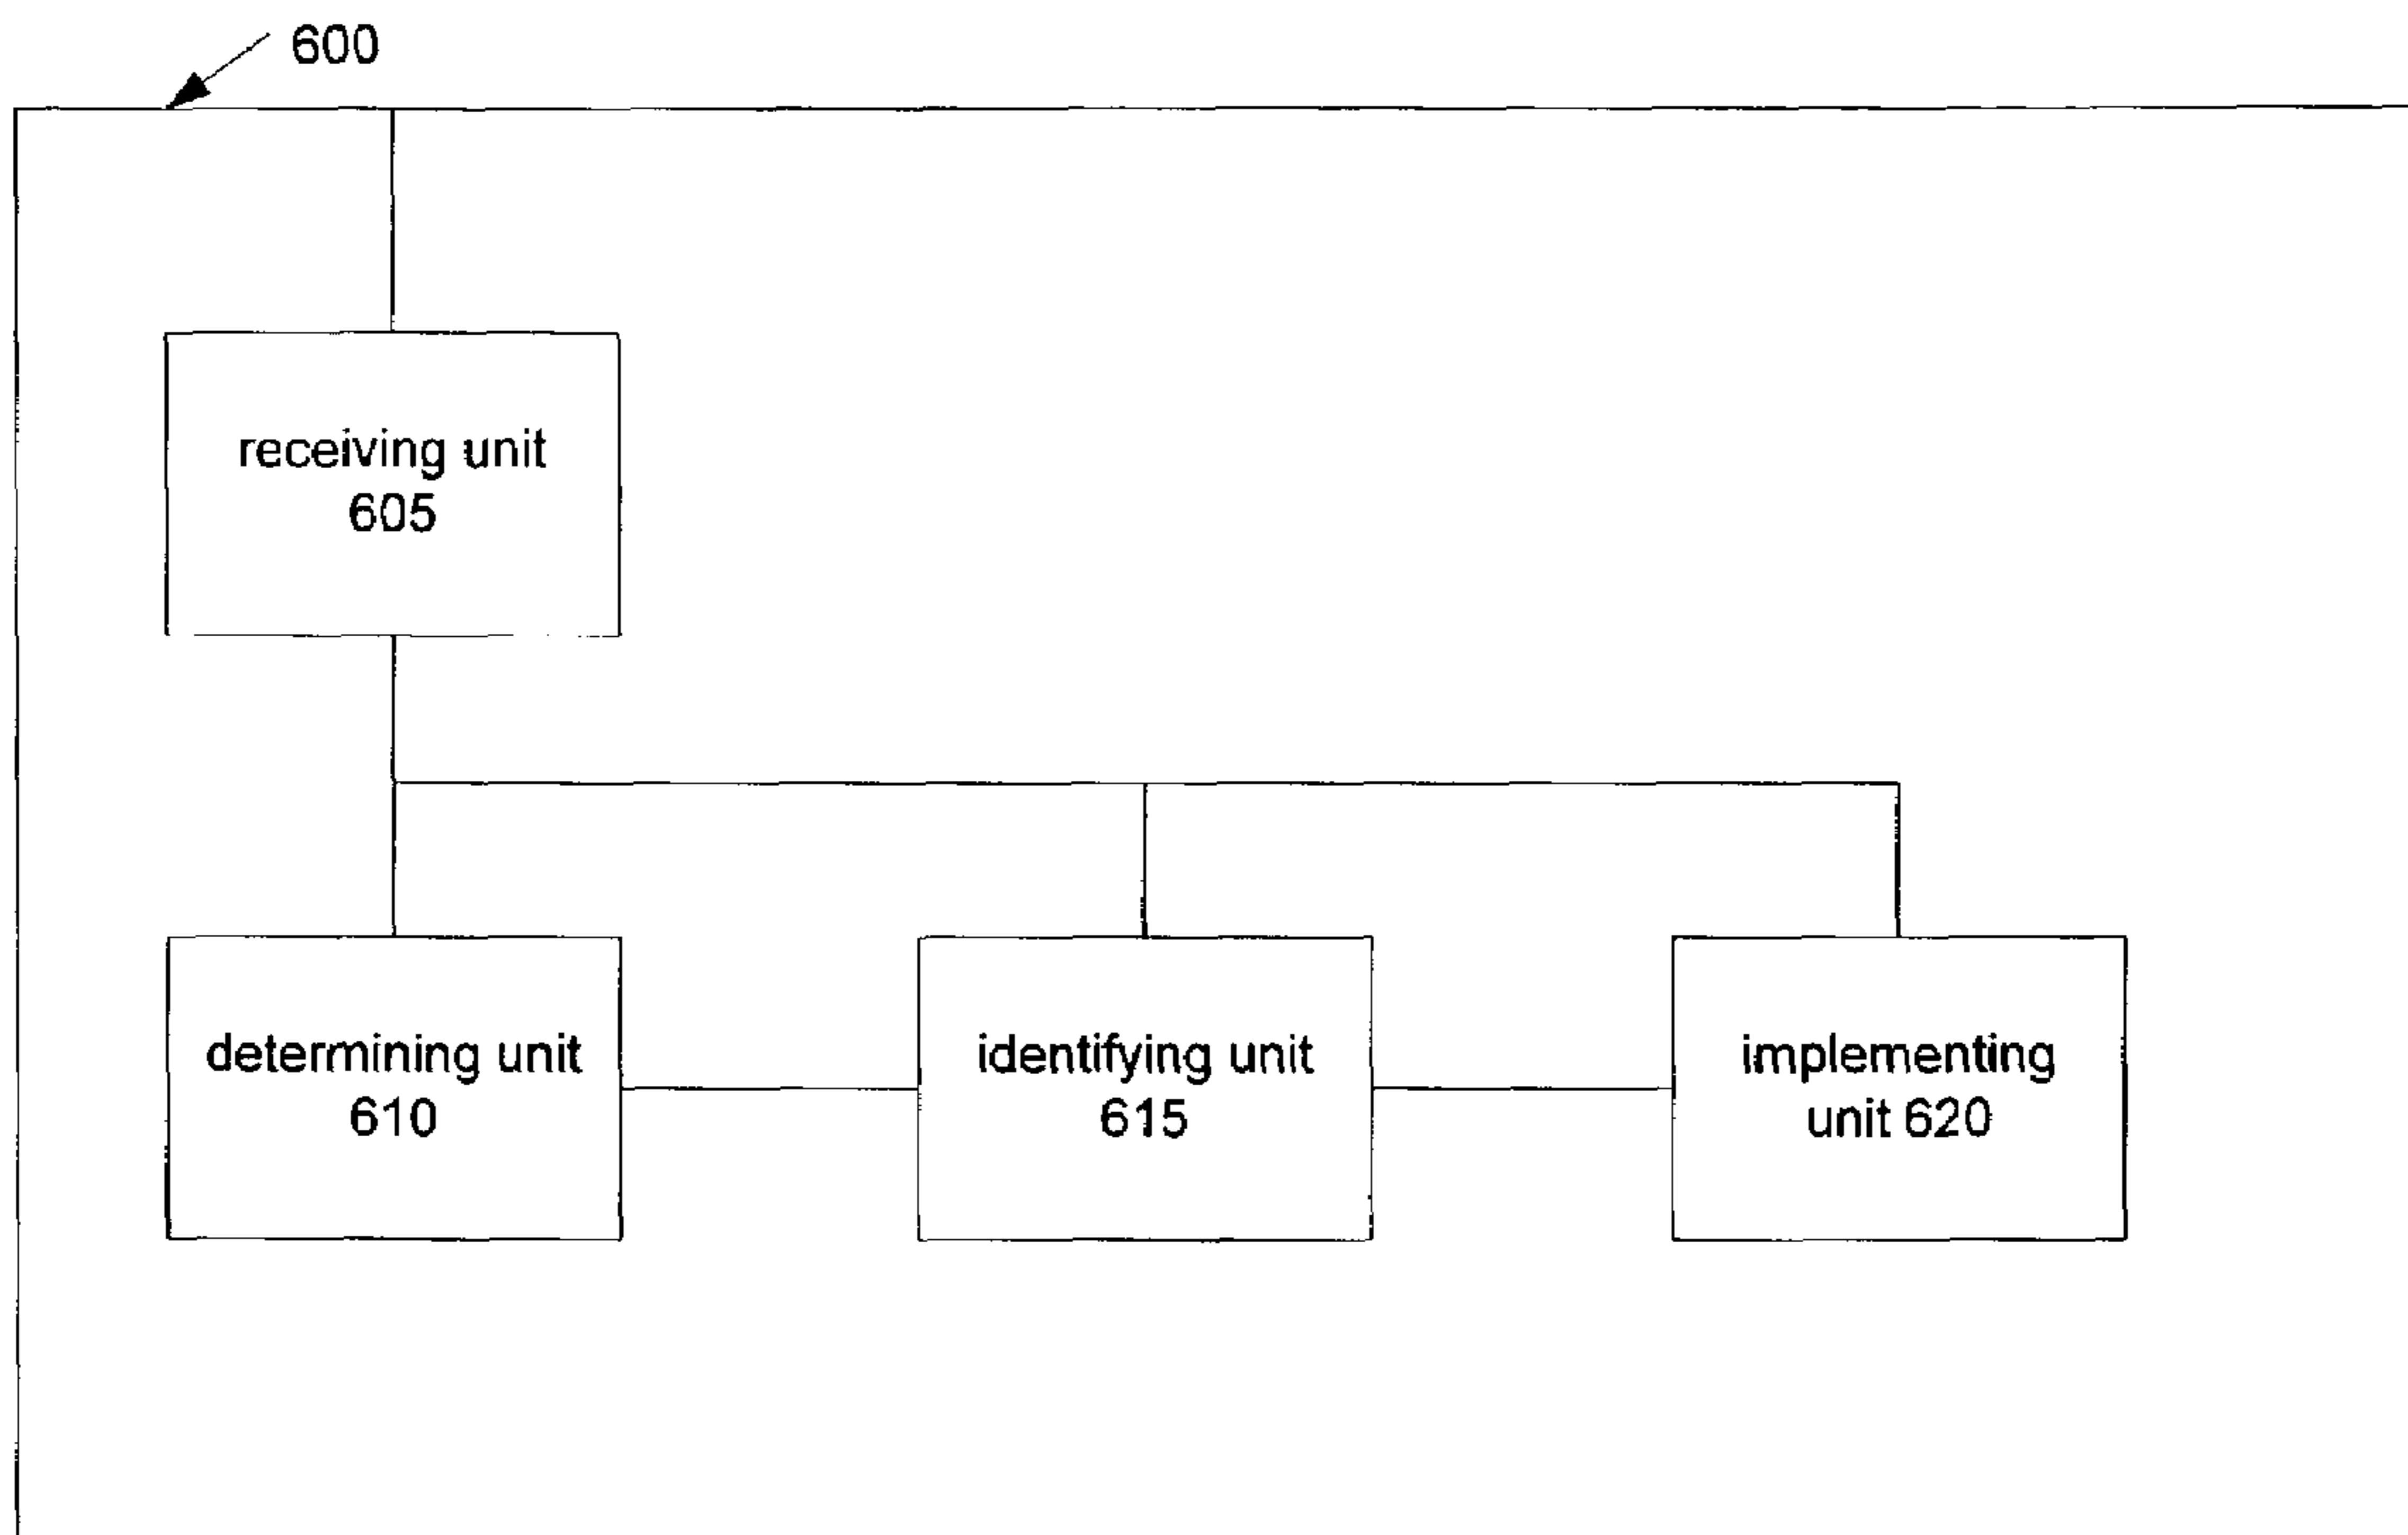 600
receiving unit
605
determining unit
610
identifying unit
615
implementing
unit 620